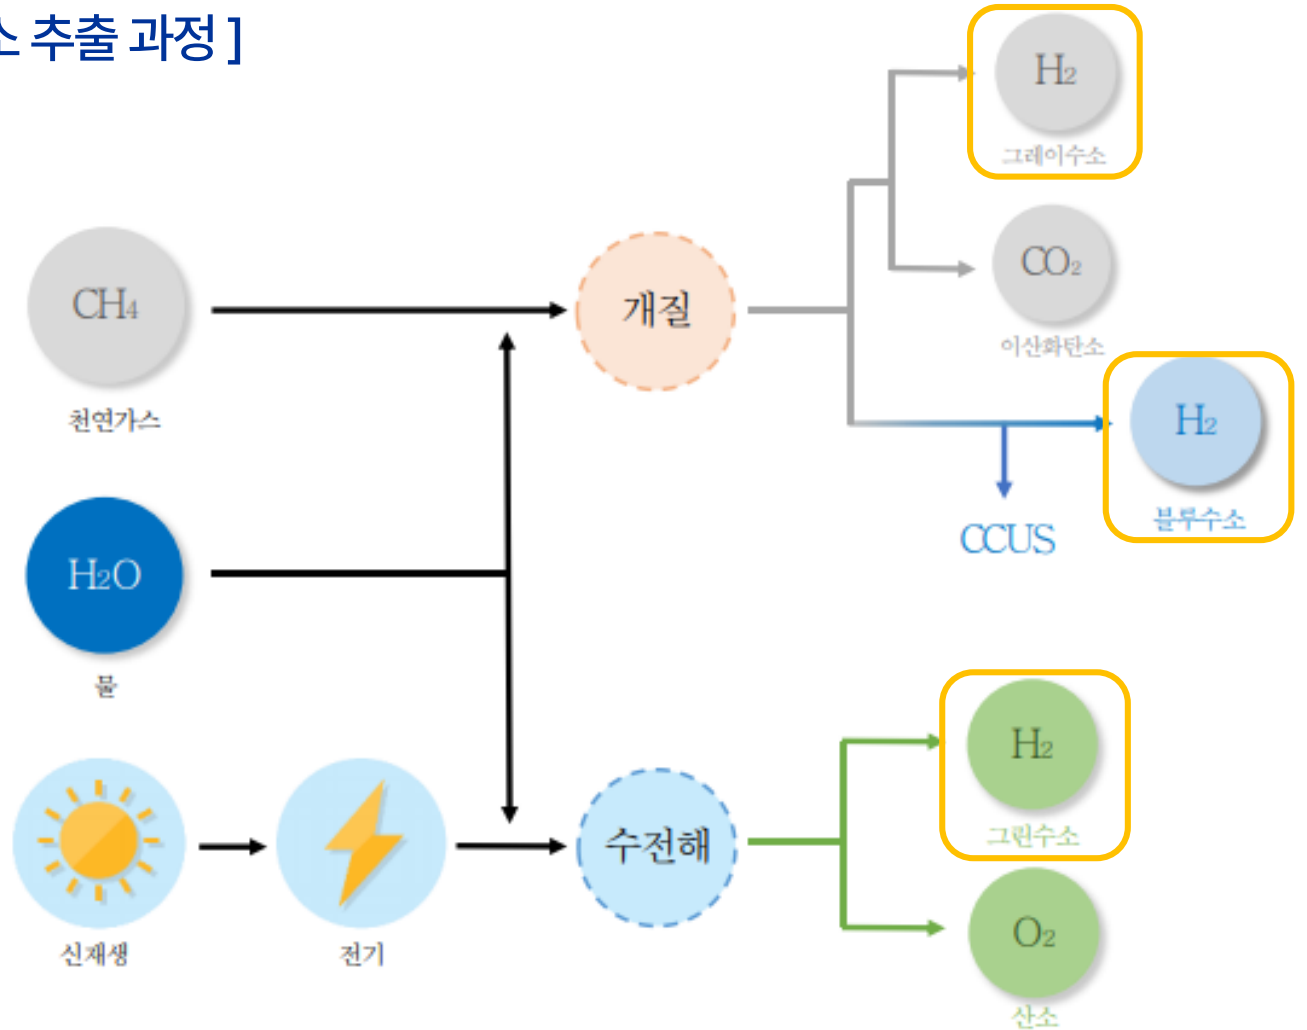 소 추출 과정 ]
H2
그레이수소
CO2
이산화탄소
CH4
천연가스
개질
H2
블루수소
CCUS
H2O
물
H2
그린수소
신재생
전기
수전해
O2
산소